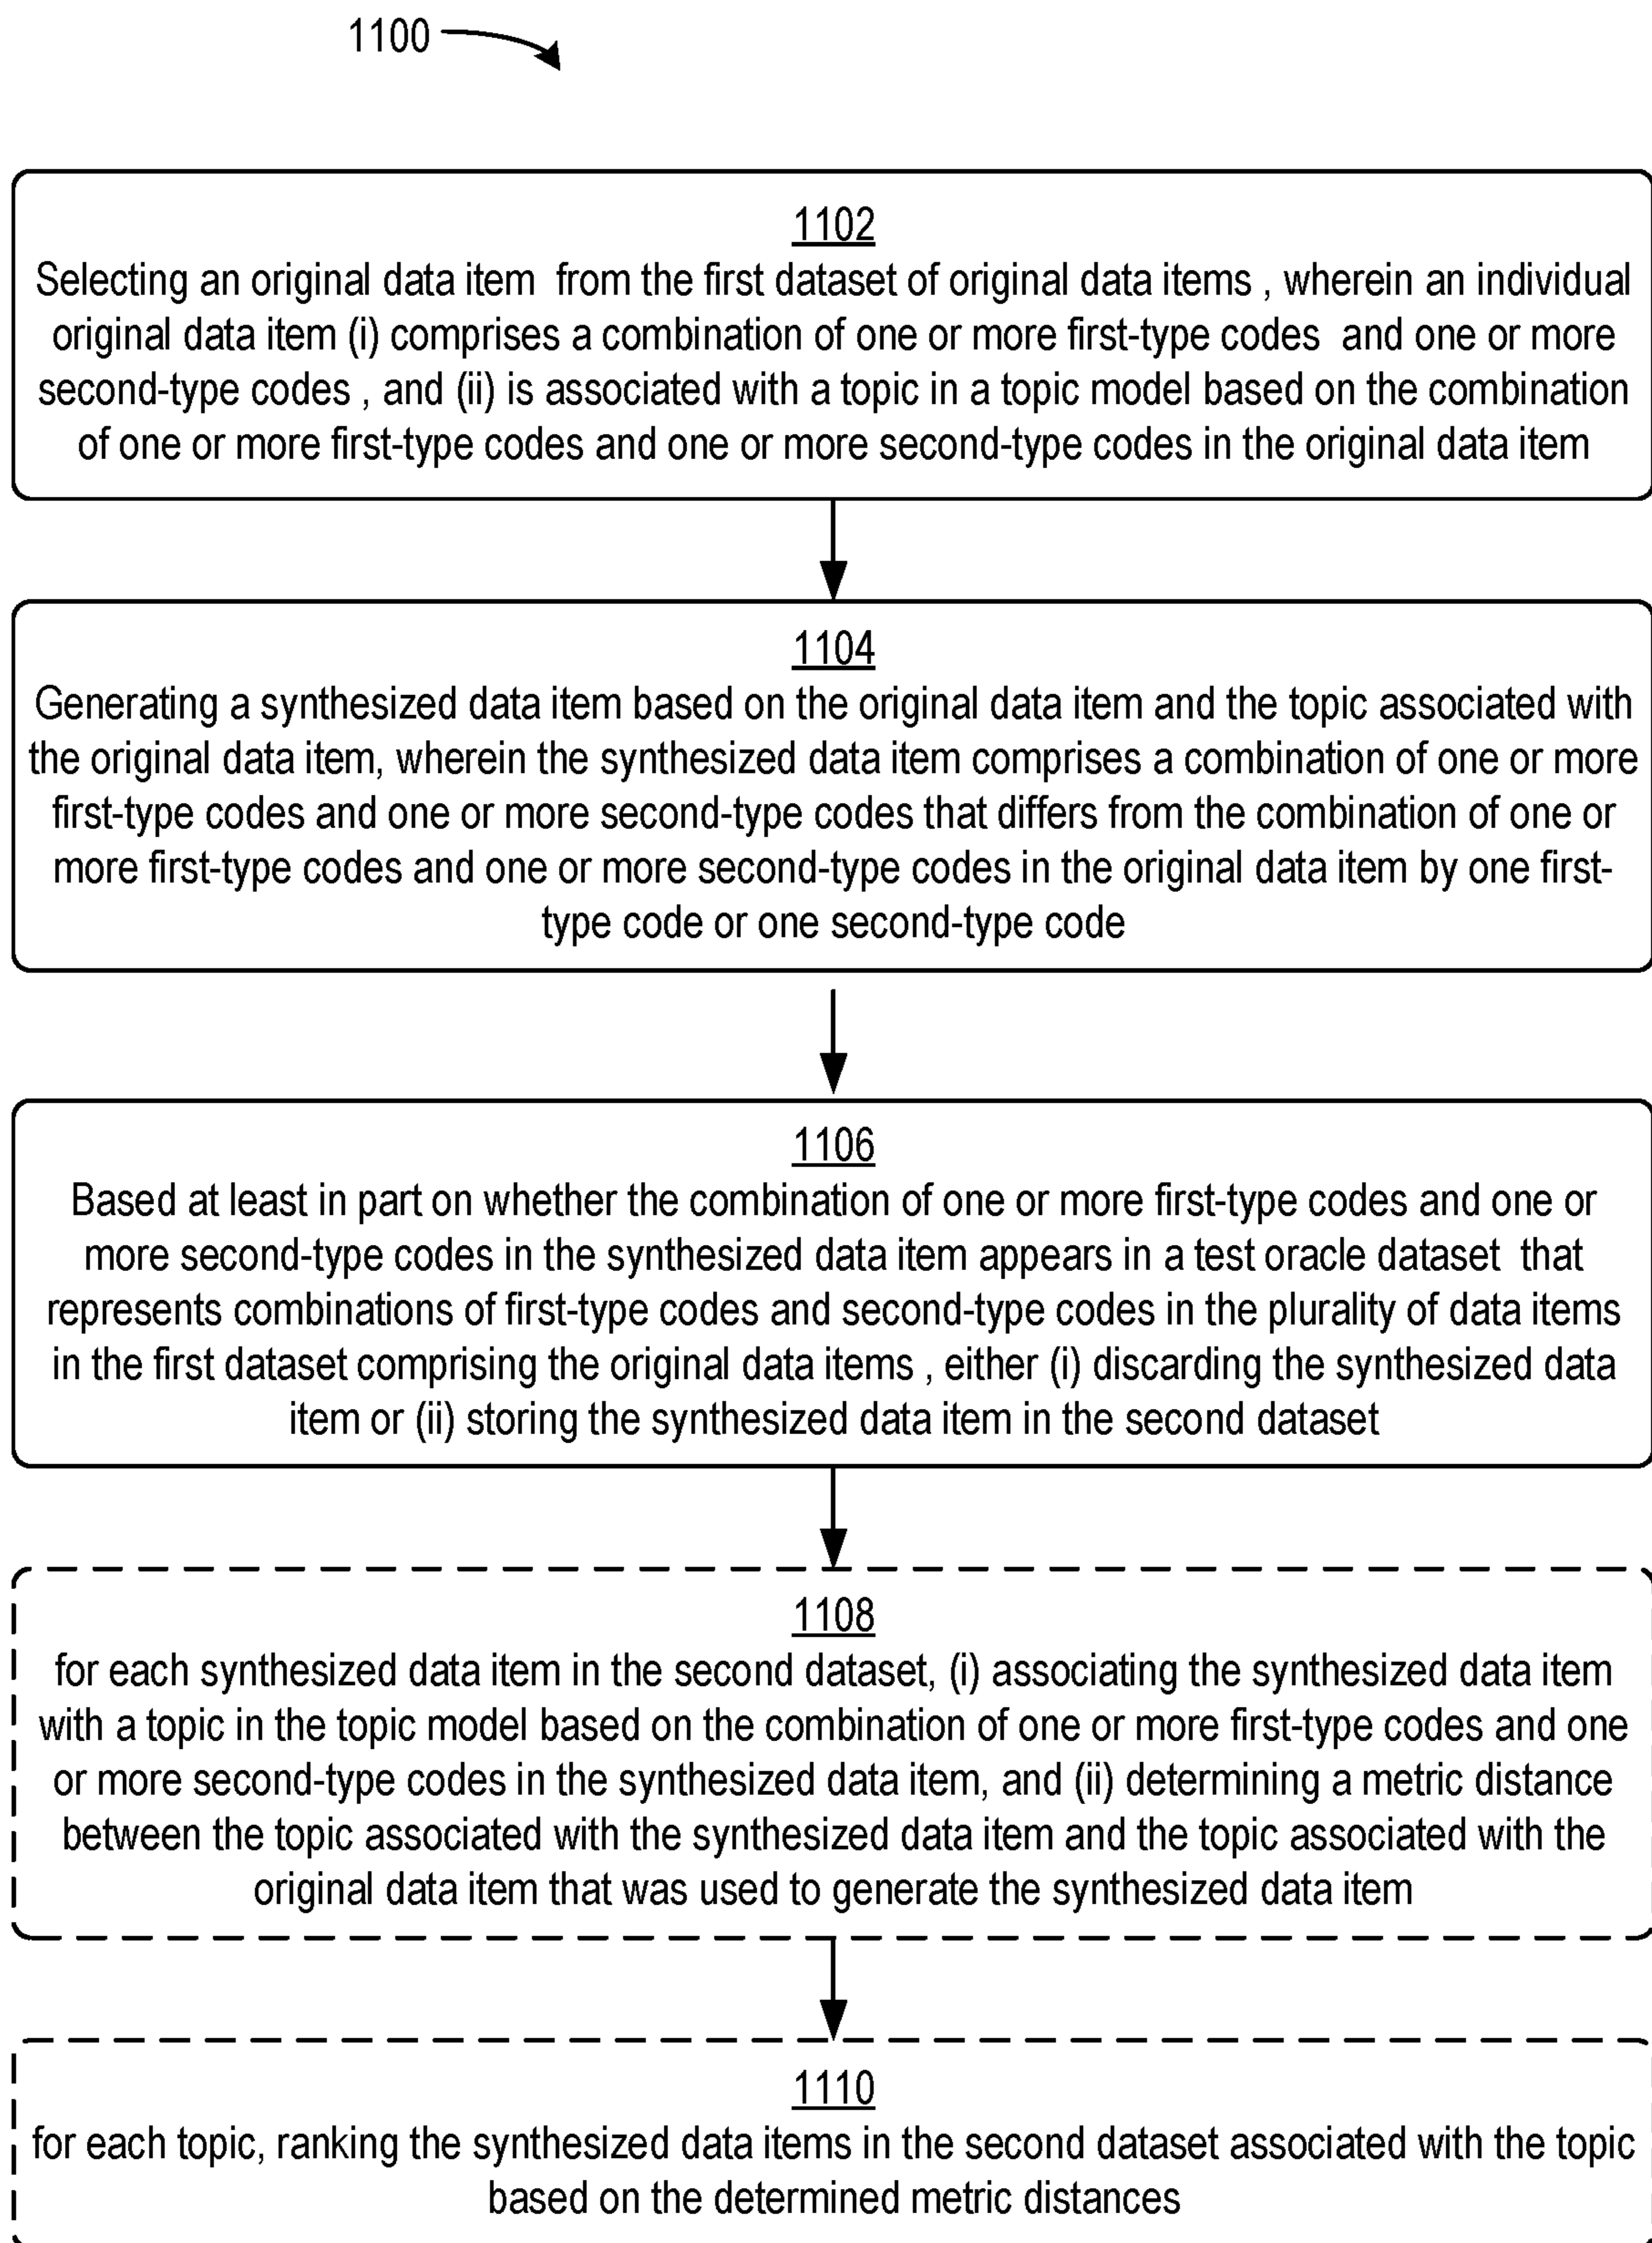 1100
1102
Selecting an original data item from the first dataset of original data items , wherein an individual
original data item (i) comprises a combination of one or more first-type codes and one or more
second-type codes , and (ii) is associated with a topic in a topic model based on the combination
of one or more first-type codes and one or more second-type codes in the original data item
1104
Generating a synthesized data item based on the original data item and the topic associated with
the original data item, wherein the synthesized data item comprises a combination of one or more
first-type codes and one or more second-type codes that differs from the combination of one or
more first-type codes and one or more second-type codes in the original data item by one first-
type code or one second-type code
1106
Based at least in part on whether the combination of one or more first-type codes and one or
more second-type codes in the synthesized data item appears in a test oracle dataset that
represents combinations of first-type codes and second-type codes in the plurality of data items
in the first dataset comprising the original data items , either (i) discarding the synthesized data
item or (ii) storing the synthesized data item in the second dataset
1108
for each synthesized data item in the second dataset, (i) associating the synthesized data item
with a topic in the topic model based on the combination of one or more first-type codes and one
or more second-type codes in the synthesized data item, and (ii) determining a metric distance
between the topic associated with the synthesized data item and the topic associated with the
original data item that was used to generate the synthesized data item
1110
for each topic, ranking the synthesized data items in the second dataset associated with the topic
based on the determined metric distances